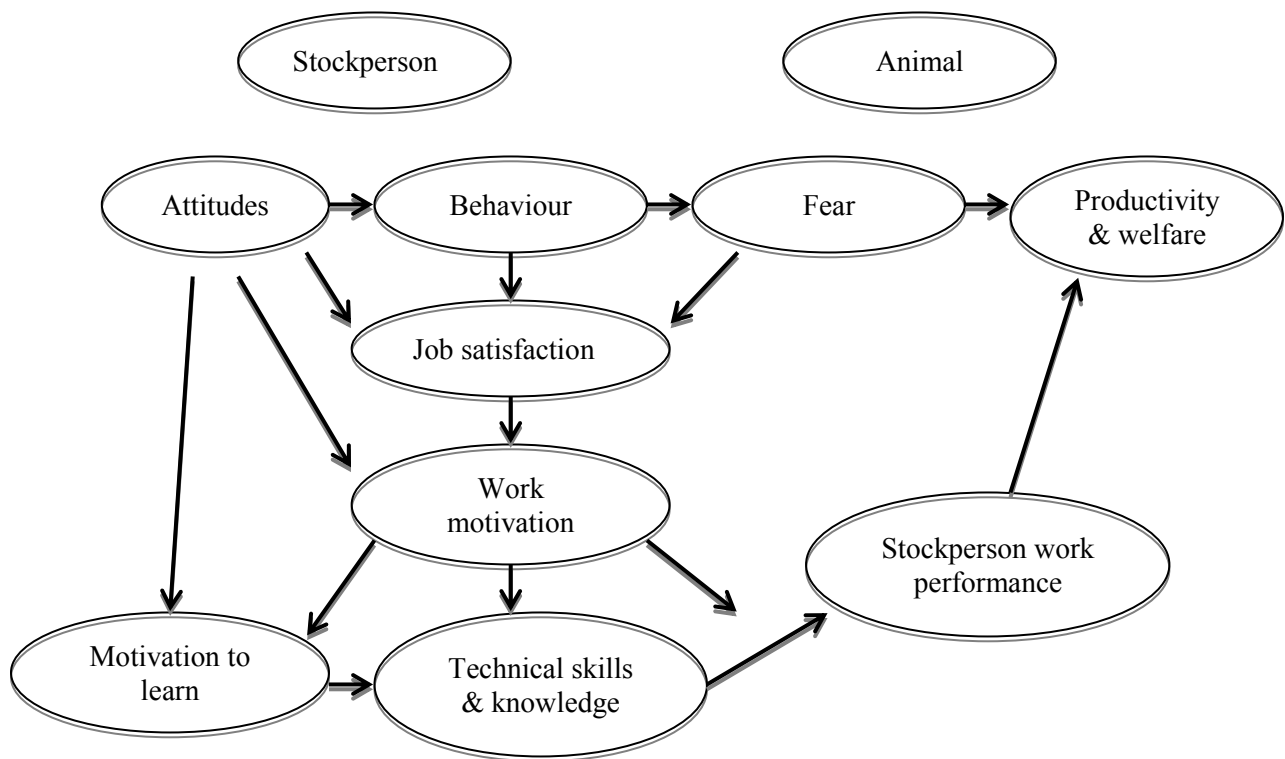 Stockperson
Animal
Attitudes
Behaviour
Fear
Productivity
& welfare
Job satisfaction
Work
motivation
Stockperson work
performance
Motivation to
learn
Technical skills
& knowledge